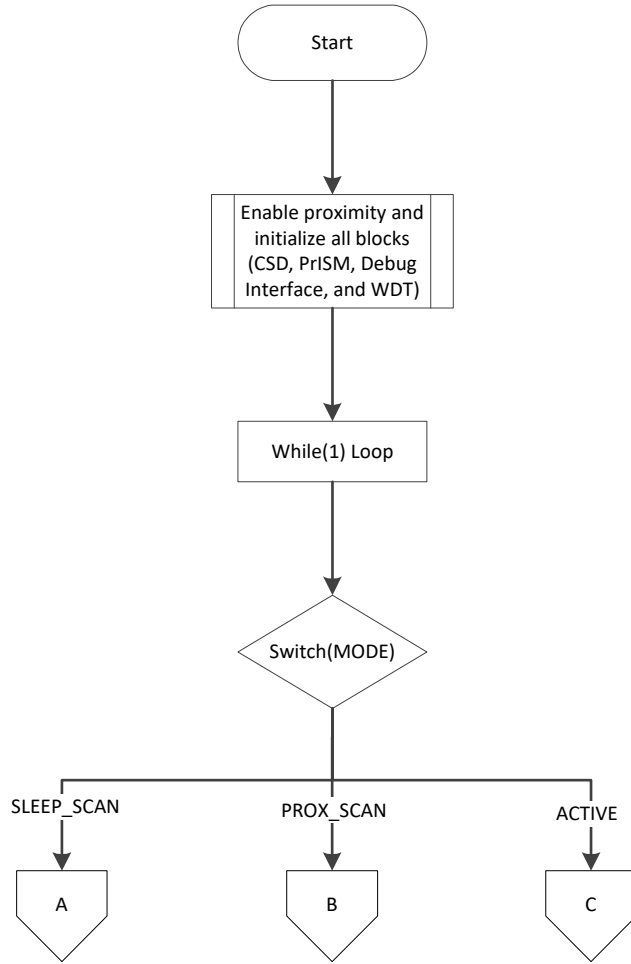 Start
Enable proximity and
initialize all blocks
(CSD, PrISM, Debug
Interface, and WDT)
While(1) Loop
Switch(MODE)
SLEEP_SCAN
PROX_SCAN
ACTIVE
A
B
C